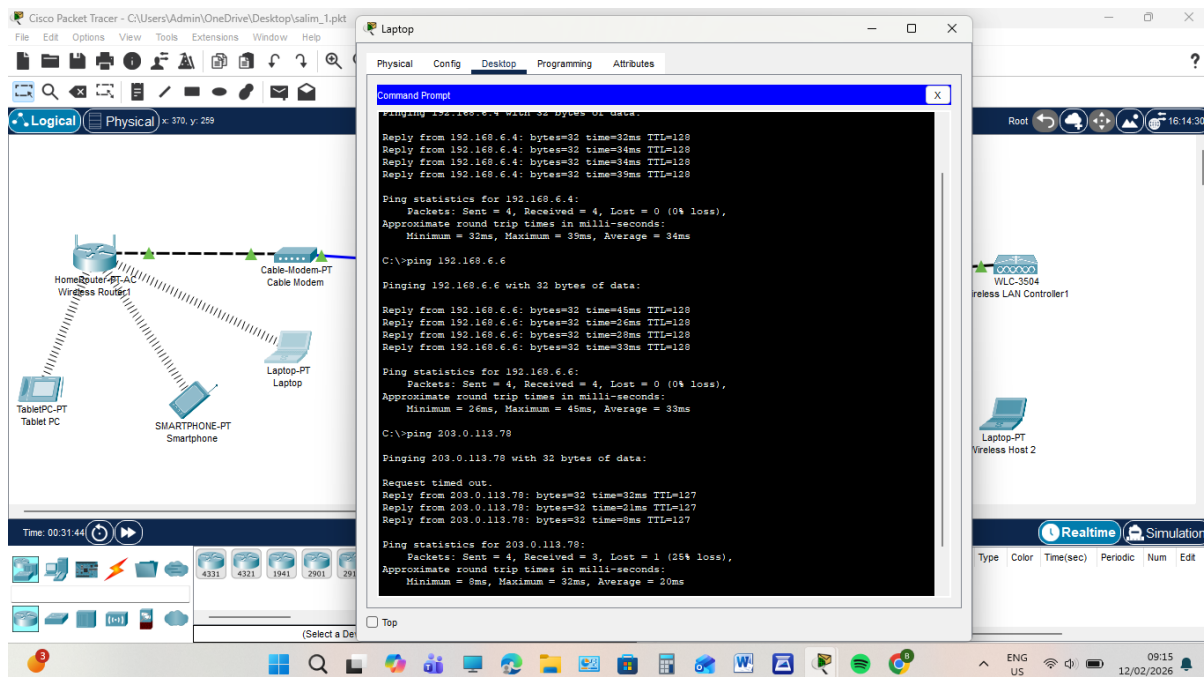 Cisco Packet Tracer - C:\Users\Admin\OneDrive\Desktop\salim_1.pkt
File Edit Options View Tools Extensions Window Help
?
Logical Physical x: 370, y: 259
Root 16:14:30
HomeRouter-PT-AC
Wireless Router1
Cable-Modem-PT
Cable Modem
Laptop-PT
Laptop
TabletPC-PT
Tablet PC
SMARTPHONE-PT
Smartphone
WLC-3504
ireless LAN Controller1
Laptop-PT
Wireless Host 2
Laptop
Physical Config Desktop Programming Attributes
Command Prompt X
Pinging 192.168.6.4 with 32 bytes of data:
Reply from 192.168.6.4: bytes=32 time=32ms TTL=128
Reply from 192.168.6.4: bytes=32 time=34ms TTL=128
Reply from 192.168.6.4: bytes=32 time=34ms TTL=128
Reply from 192.168.6.4: bytes=32 time=39ms TTL=128
Ping statistics for 192.168.6.4:
Packets: Sent = 4, Received = 4, Lost = 0 (0% loss),
Approximate round trip times in milli-seconds:
Minimum = 32ms, Maximum = 39ms, Average = 34ms
C:\>ping 192.168.6.6
Pinging 192.168.6.6 with 32 bytes of data:
Reply from 192.168.6.6: bytes=32 time=45ms TTL=128
Reply from 192.168.6.6: bytes=32 time=26ms TTL=128
Reply from 192.168.6.6: bytes=32 time=28ms TTL=128
Reply from 192.168.6.6: bytes=32 time=33ms TTL=128
Ping statistics for 192.168.6.6:
Packets: Sent = 4, Received = 4, Lost = 0 (0% loss),
Approximate round trip times in milli-seconds:
Minimum = 26ms, Maximum = 45ms, Average = 33ms
C:\>ping 203.0.113.78
Pinging 203.0.113.78 with 32 bytes of data:
Request timed out.
Reply from 203.0.113.78: bytes=32 time=32ms TTL=127
Reply from 203.0.113.78: bytes=32 time=21ms TTL=127
Reply from 203.0.113.78: bytes=32 time=8ms TTL=127
Ping statistics for 203.0.113.78:
Packets: Sent = 4, Received = 3, Lost = 1 (25% loss),
Approximate round trip times in milli-seconds:
Minimum = 8ms, Maximum = 32ms, Average = 20ms
Top
Time: 00:31:44
Realtime Simulation
4331 4321 1941 2901 291
Type Color Time(sec) Periodic Num Edit
(Select a De
3
ENG
US
09:15
12/02/2026